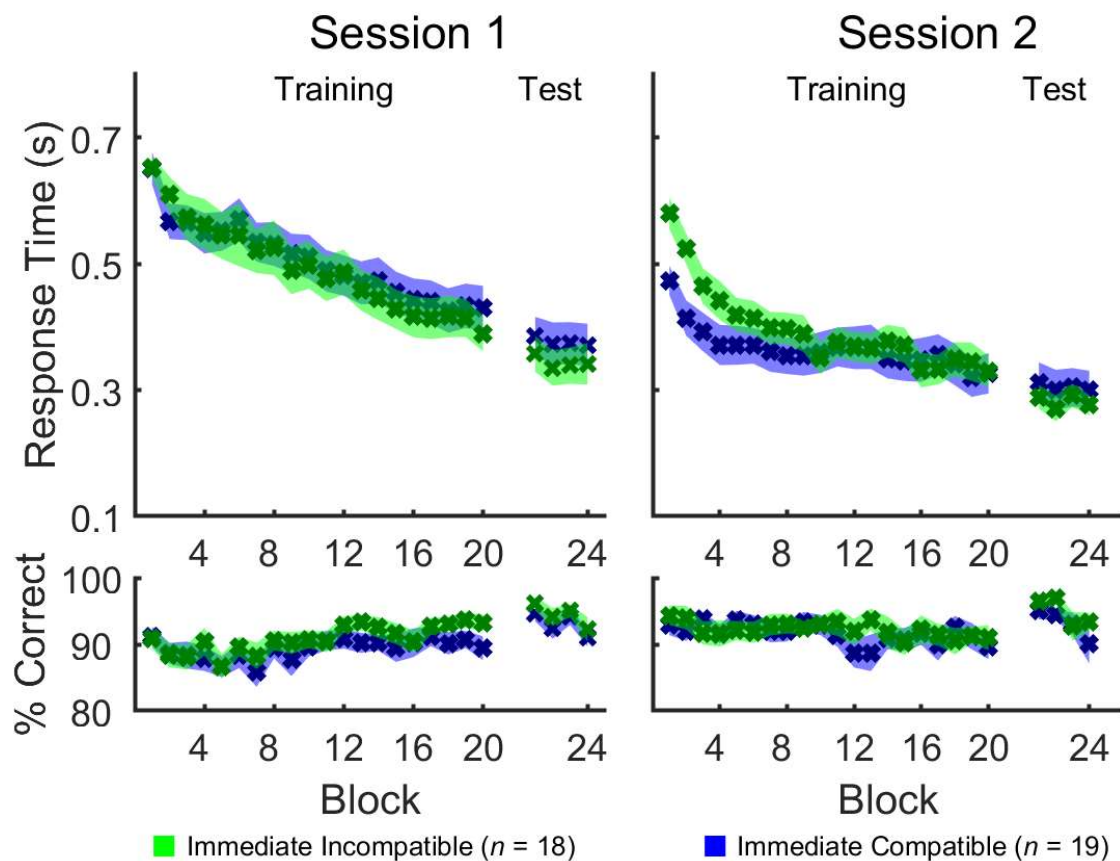 Session 1
Session 2
Training
Test
Training
Test
Response Time (s)
0.7
0.5
0.3
0.1
4 8 12 16 20 24
4 8 12 16 20 24
% Correct
100
90
80
4 8 12 16 20 24
4 8 12 16 20 24
Block
Block
Immediate Incompatible (n = 18)
Immediate Compatible (n = 19)